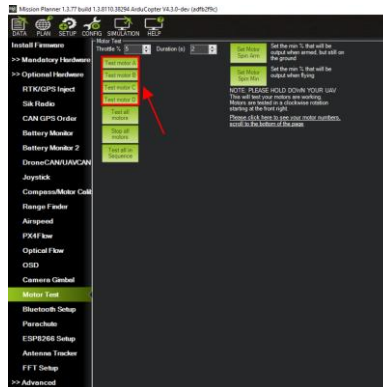 Mission Planner 1.3.77 build 1.3.8110.38294 ArduCopter V4.3.0-dev (adfb2f9c)
DATA PLAN SETUP CONFIG SIMULATION HELP
Install Firmware
>> Mandatory Hardware
>> Optional Hardware
RTK/GPS Inject
Sik Radio
CAN GPS Order
Battery Monitor
Battery Monitor 2
DroneCAN/UAVCAN
Joystick
Compass/Motor Calib
Range Finder
Airspeed
PX4Flow
Optical Flow
OSD
Camera Gimbal
Motor Test
Bluetooth Setup
Parachute
ESP8266 Setup
Antenna Tracker
FFT Setup
>> Advanced
Motor Test
Throttle % 5 Duration (s) 2
Test motor A
Test motor B
Test motor C
Test motor D
Test all
motors
Stop all
motors
Test all in
Sequence
Set Motor
Spin Arm
Set the min % that will be
output when armed, but still on
the ground
Set Motor
Spin Min
Set the min % that will be
output when flying
NOTE: PLEASE HOLD DOWN YOUR UAV
This will test your motors are working.
Motors are tested in a clockwise rotation
starting at the front right.
Please click here to see your motor numbers,
scroll to the bottom of the page